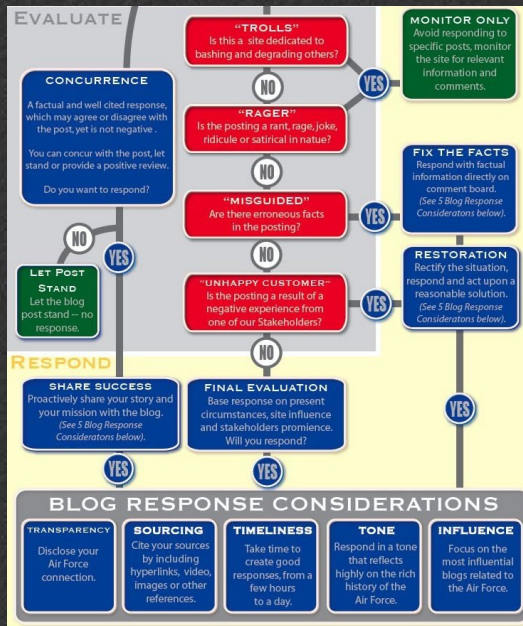 EVALUATE
"TROLLS"
Is this a site dedicated to
bashing and degrading others?
MONITOR ONLY
Avoid responding to
specific posts, monitor
the site for relevant
information and
comments.
YES
NO
CONCURRENCE
A factual and well cited response,
which may agree or disagree with
the post, yet is not negative .
You can concur with the post, let
stand or provide a positive review.
Do you want to respond?
"RAGER"
Is the posting a rant, rage, joke,
ridicule or satirical in natue?
NO
FIX THE FACTS
Respond with factual
information directly on
comment board.
(See 5 Blog Response
Consideratons below).
"MISGUIDED"
Are there erroneous facts
in the posting?
YES
NO
NO
YES
LET POST
STAND
Let the blog
post stand -- no
response.
RESTORATION
Rectify the situation,
respond and act upon a
reasonable solution.
(See 5 Blog Response
Consideratons below).
"UNHAPPY CUSTOMER"
Is the posting a result of a
negative experience from
one of our Stakeholders?
YES
NO
RESPOND
SHARE SUCCESS
Proactively share your story and
your mission with the blog.
(See 5 Blog Response
Consideratons below).
FINAL EVALUATION
Base response on present
circumstances, site influence
and stakeholders promience.
Will you respond?
YES
YES
YES
BLOG RESPONSE CONSIDERATIONS
TRANSPARENCY
Disclose your
Air Force
connection.
SOURCING
Cite your sources
by including
hyperlinks, video,
images or other
references.
TIMELINESS
Take time to
create good
responses, from a
few hours
to a day.
TONE
Respond in a tone
that reflects
highly on the rich
history of the
Air Force.
INFLUENCE
Focus on the
most influential
blogs related to
the Air Force.